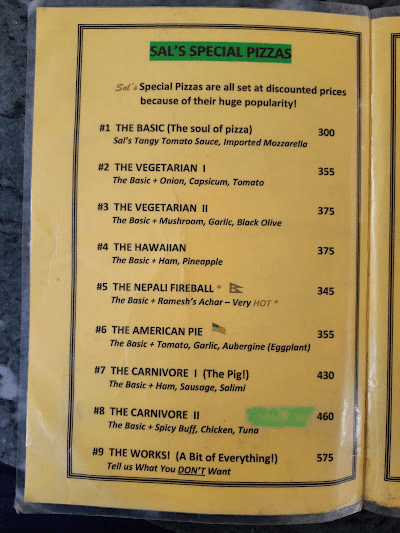 SAL'S SPECIAL PIZZAS
Sal's Special Pizzas are all set at discounted prices
because of their huge popularity!
#1 THE BASIC (The soul of pizza) 300
Sal's Tangy Tomato Sauce, Imported Mozzarella
#2 THE VEGETARIAN I 355
The Basic + Onion, Capsicum, Tomato
#3 THE VEGETARIAN II 375
The Basic + Mushroom, Garlic, Black Olive
#4 THE HAWAIIAN 375
The Basic + Ham, Pineapple
#5 THE NEPALI FIREBALL * 345
The Basic + Ramesh's Achar – Very HOT *
#6 THE AMERICAN PIE 355
The Basic + Tomato, Garlic, Aubergine (Eggplant)
#7 THE CARNIVORE I (The Pig!) 430
The Basic + Ham, Sausage, Salimi
#8 THE CARNIVORE II 460
The Basic + Spicy Buff, Chicken, Tuna
#9 THE WORKS! (A Bit of Everything!) 575
Tell us What You DON'T Want